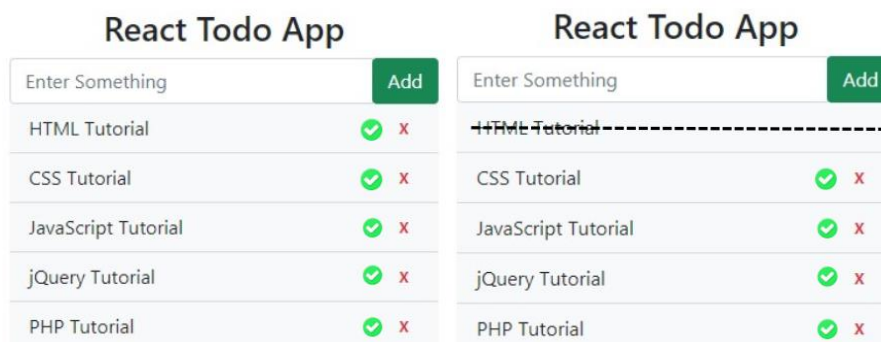 React Todo App
Enter Something
Add
HTML Tutorial
X
CSS Tutorial
X
JavaScript Tutorial
X
jQuery Tutorial
X
PHP Tutorial
X
React Todo App
Enter Something
Add
HTML Tutorial
CSS Tutorial
X
JavaScript Tutorial
X
jQuery Tutorial
X
PHP Tutorial
X